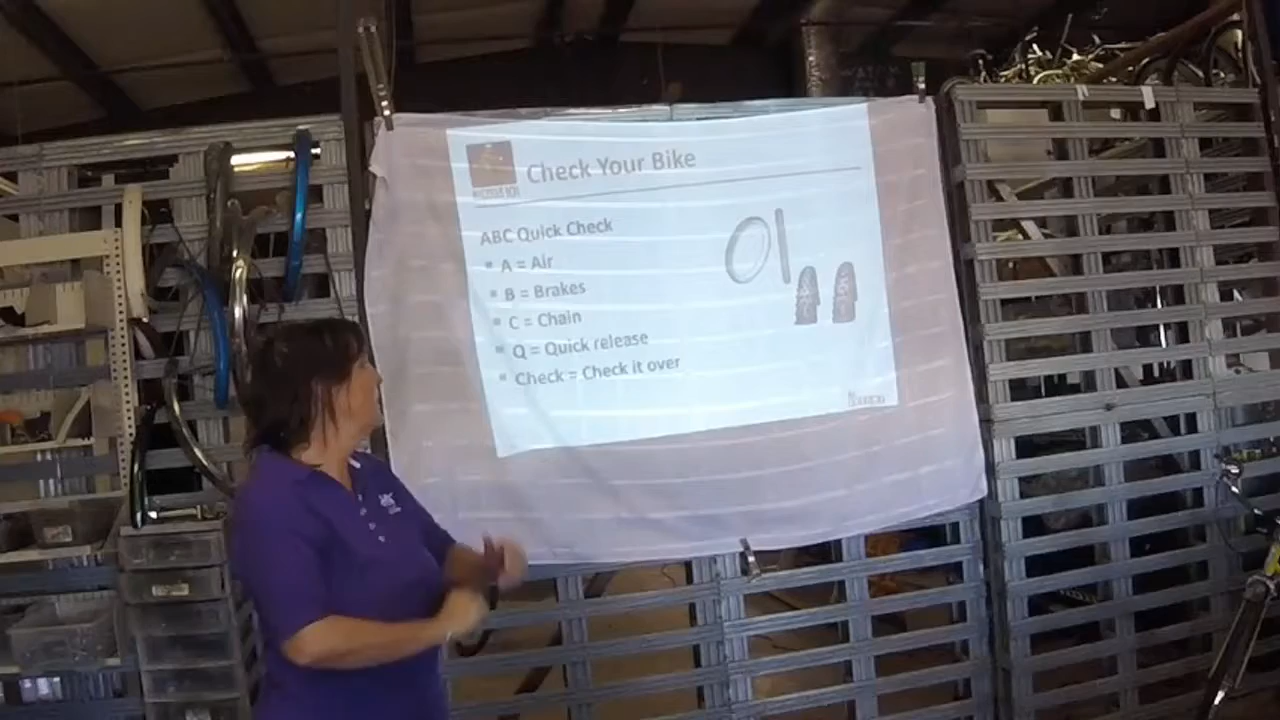 Check Your Bike
ABC Quick Check
A = Air
B = Brakes
C = Chain
Q = Quick release
Check = Check it over